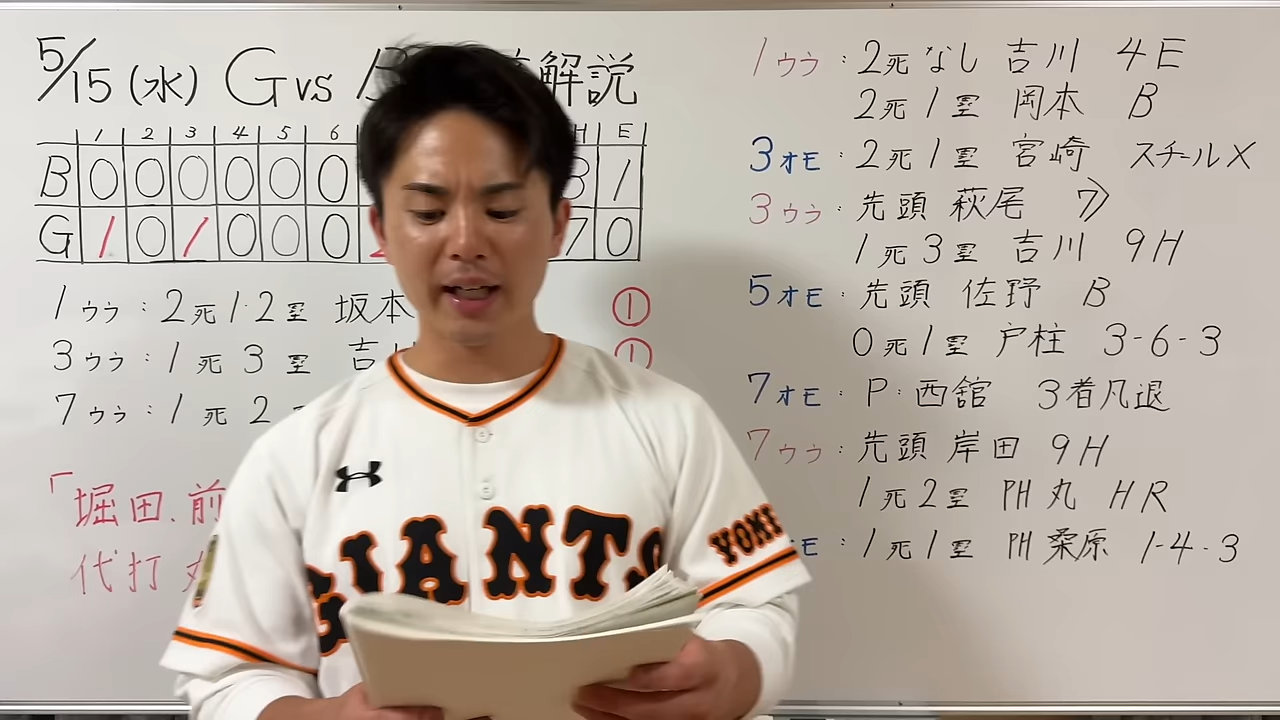 5/15(水) G vs B 解説
1 2 3 4 5 6 H E
B 0 0 0 0 0 0 3 1
G 1 0 1 0 0 0 7 0
1ウラ:2死1・2塁 坂本 ①
3ウラ:1死3塁 吉川 ①
7ウラ:1死2
「堀田.前
代打 丸
1ウラ:2死なし 吉川 4E
2死1塁 岡本 B
3オモ:2死1塁 宮崎 スチール×
3ウラ:先頭 萩尾 7》
1死3塁 吉川 9H
5オモ:先頭 佐野 B
0死1塁 戸柱 3-6-3
7オモ:P:西舘 3者凡退
7ウラ:先頭 岸田 9H
1死2塁 PH 丸 HR
モ:1死1塁 PH 桑原 1-4-3
GIANTS
YOMI